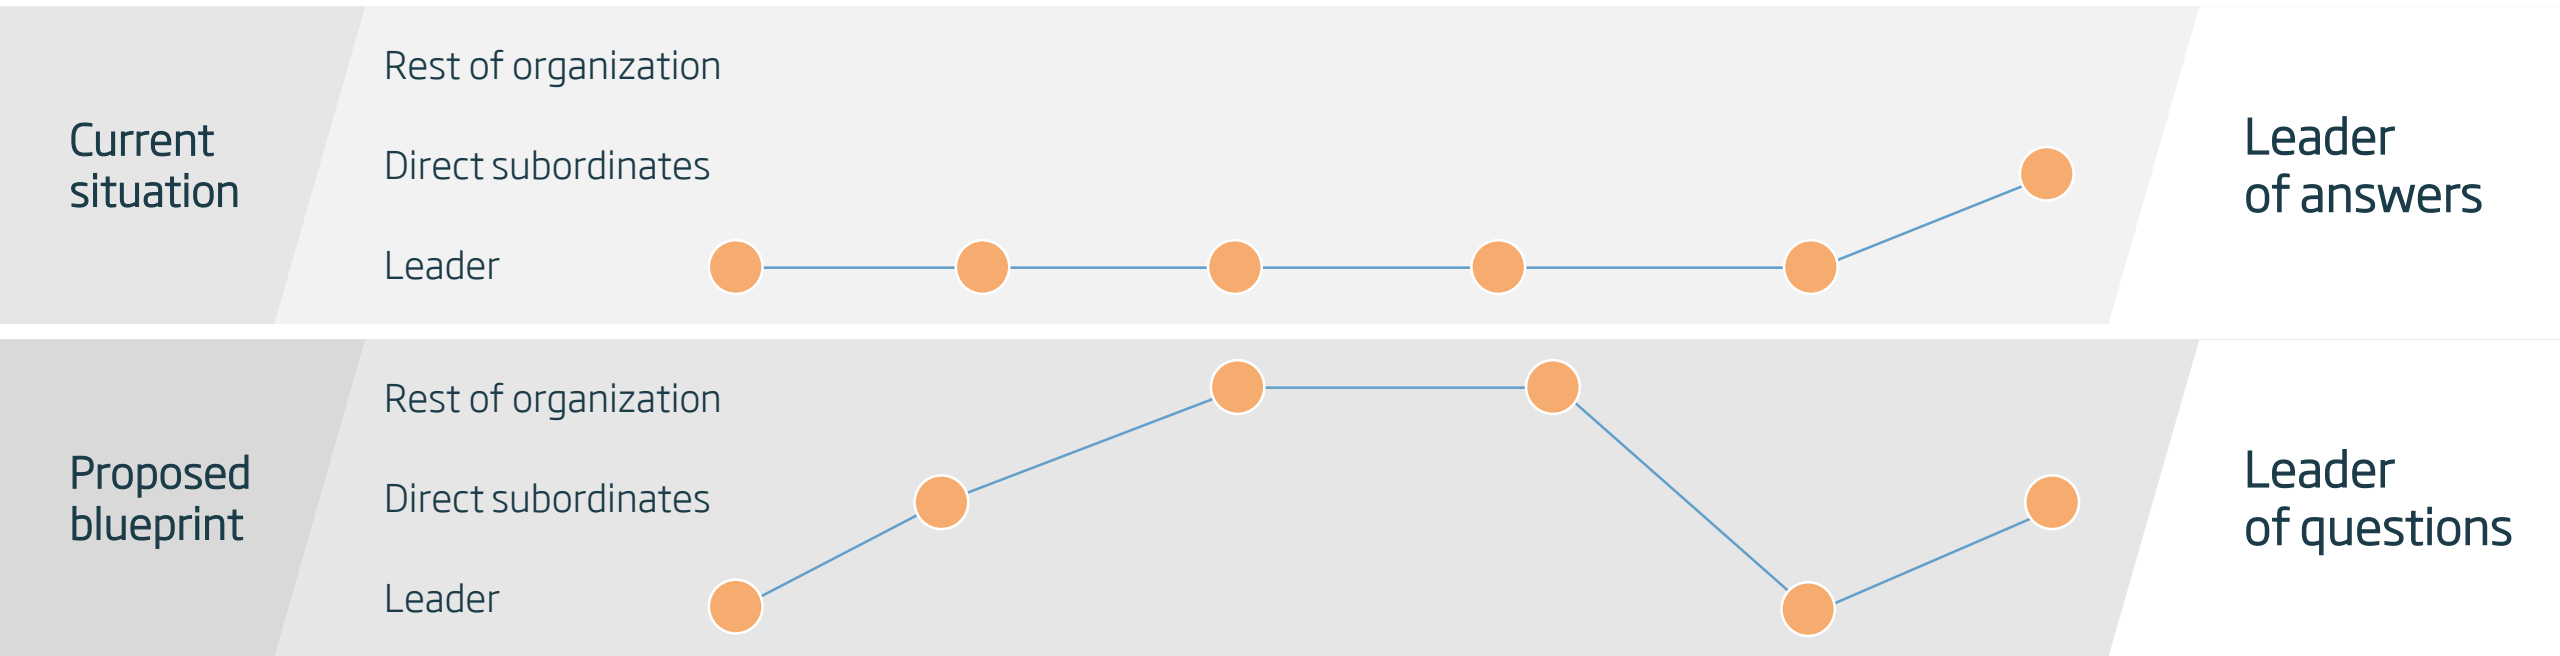 Current
situation
Rest of organization
Direct subordinates
Leader
Leader
of answers
Proposed
blueprint
Rest of organization
Direct subordinates
Leader
Leader
of questions